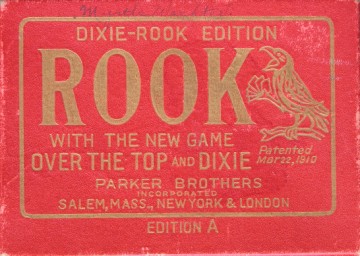 DIXIE-ROOK EDITION
ROOK
WITH THE NEW GAME
OVER THE TOP AND DIXIE
Patented
Mar 22, 1910
PARKER BROTHERS
INCORPORATED
SALEM, MASS., NEW YORK & LONDON
EDITION A